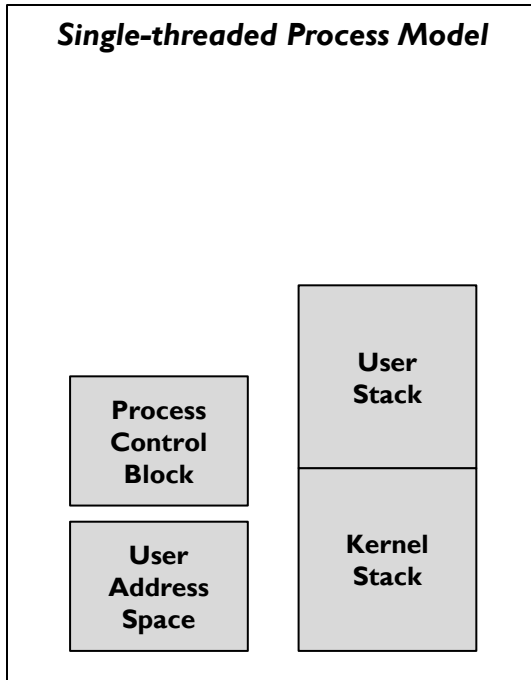 Single-threaded Process Model
Process
Control
Block
User
Address
Space
User
Stack
Kernel
Stack